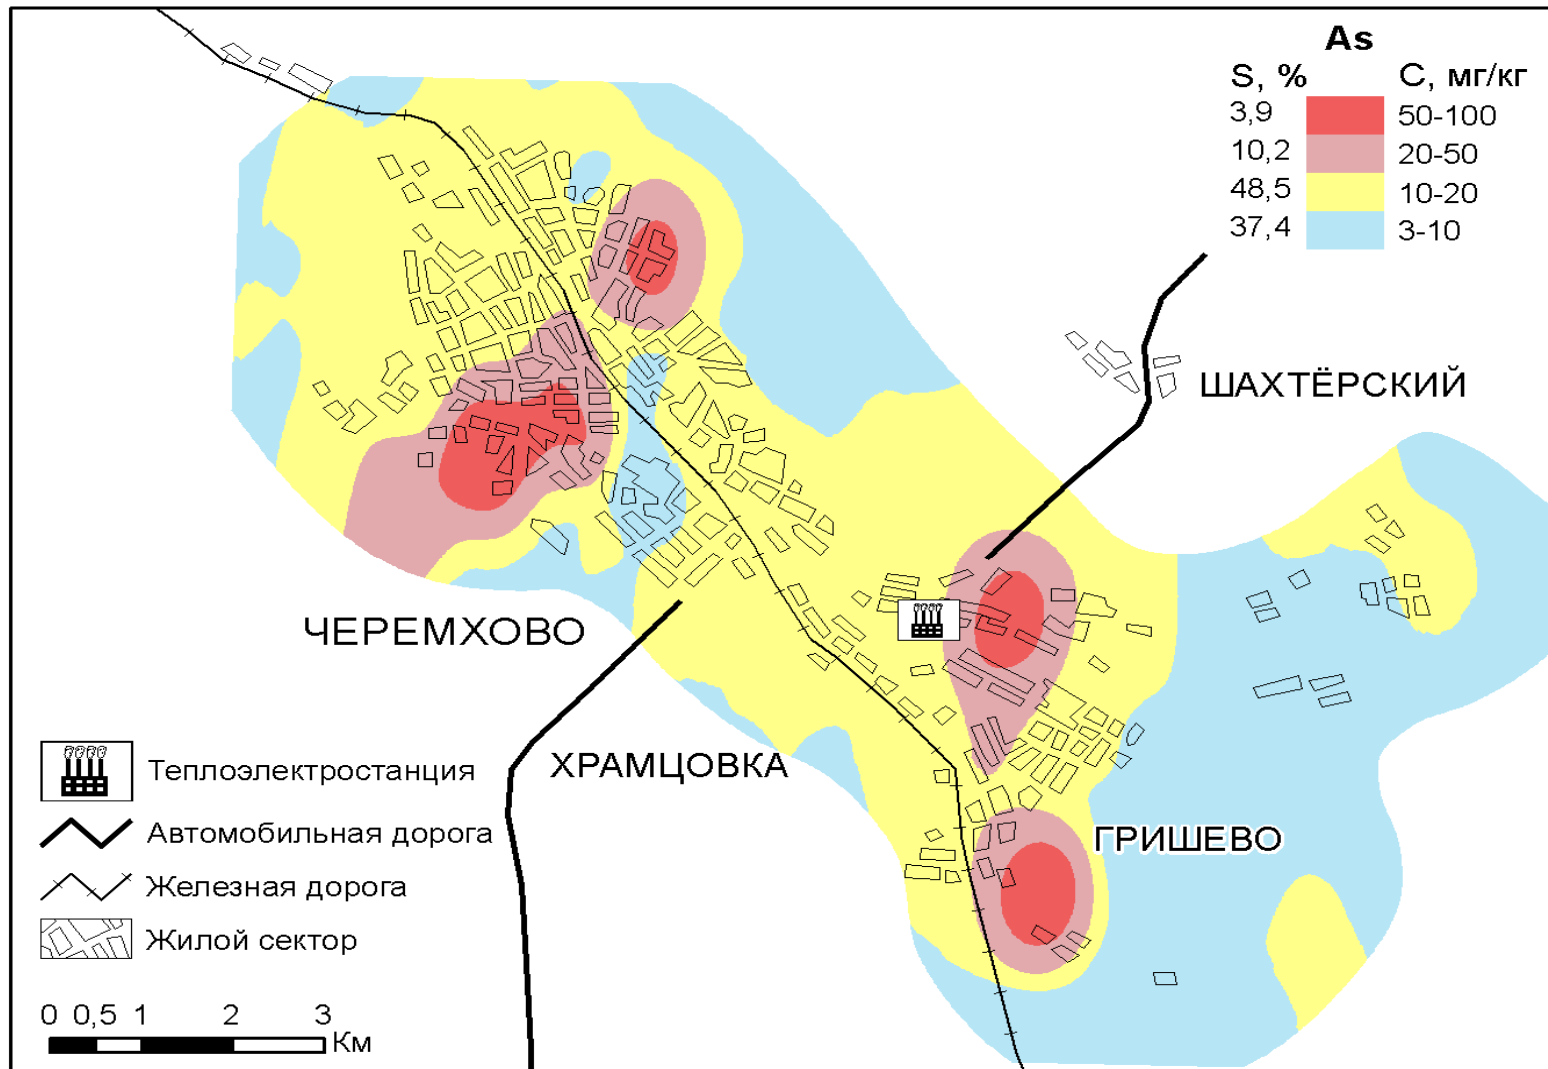 As
S, % C, мг/кг
3,9 50-100
10,2 20-50
48,5 10-20
37,4 3-10
ШАХТЁРСКИЙ
ЧЕРЕМХОВО
ХРАМЦОВКА
ГРИШЕВО
Теплоэлектростанция
Автомобильная дорога
Железная дорога
Жилой сектор
0 0,5 1 2 3
Км